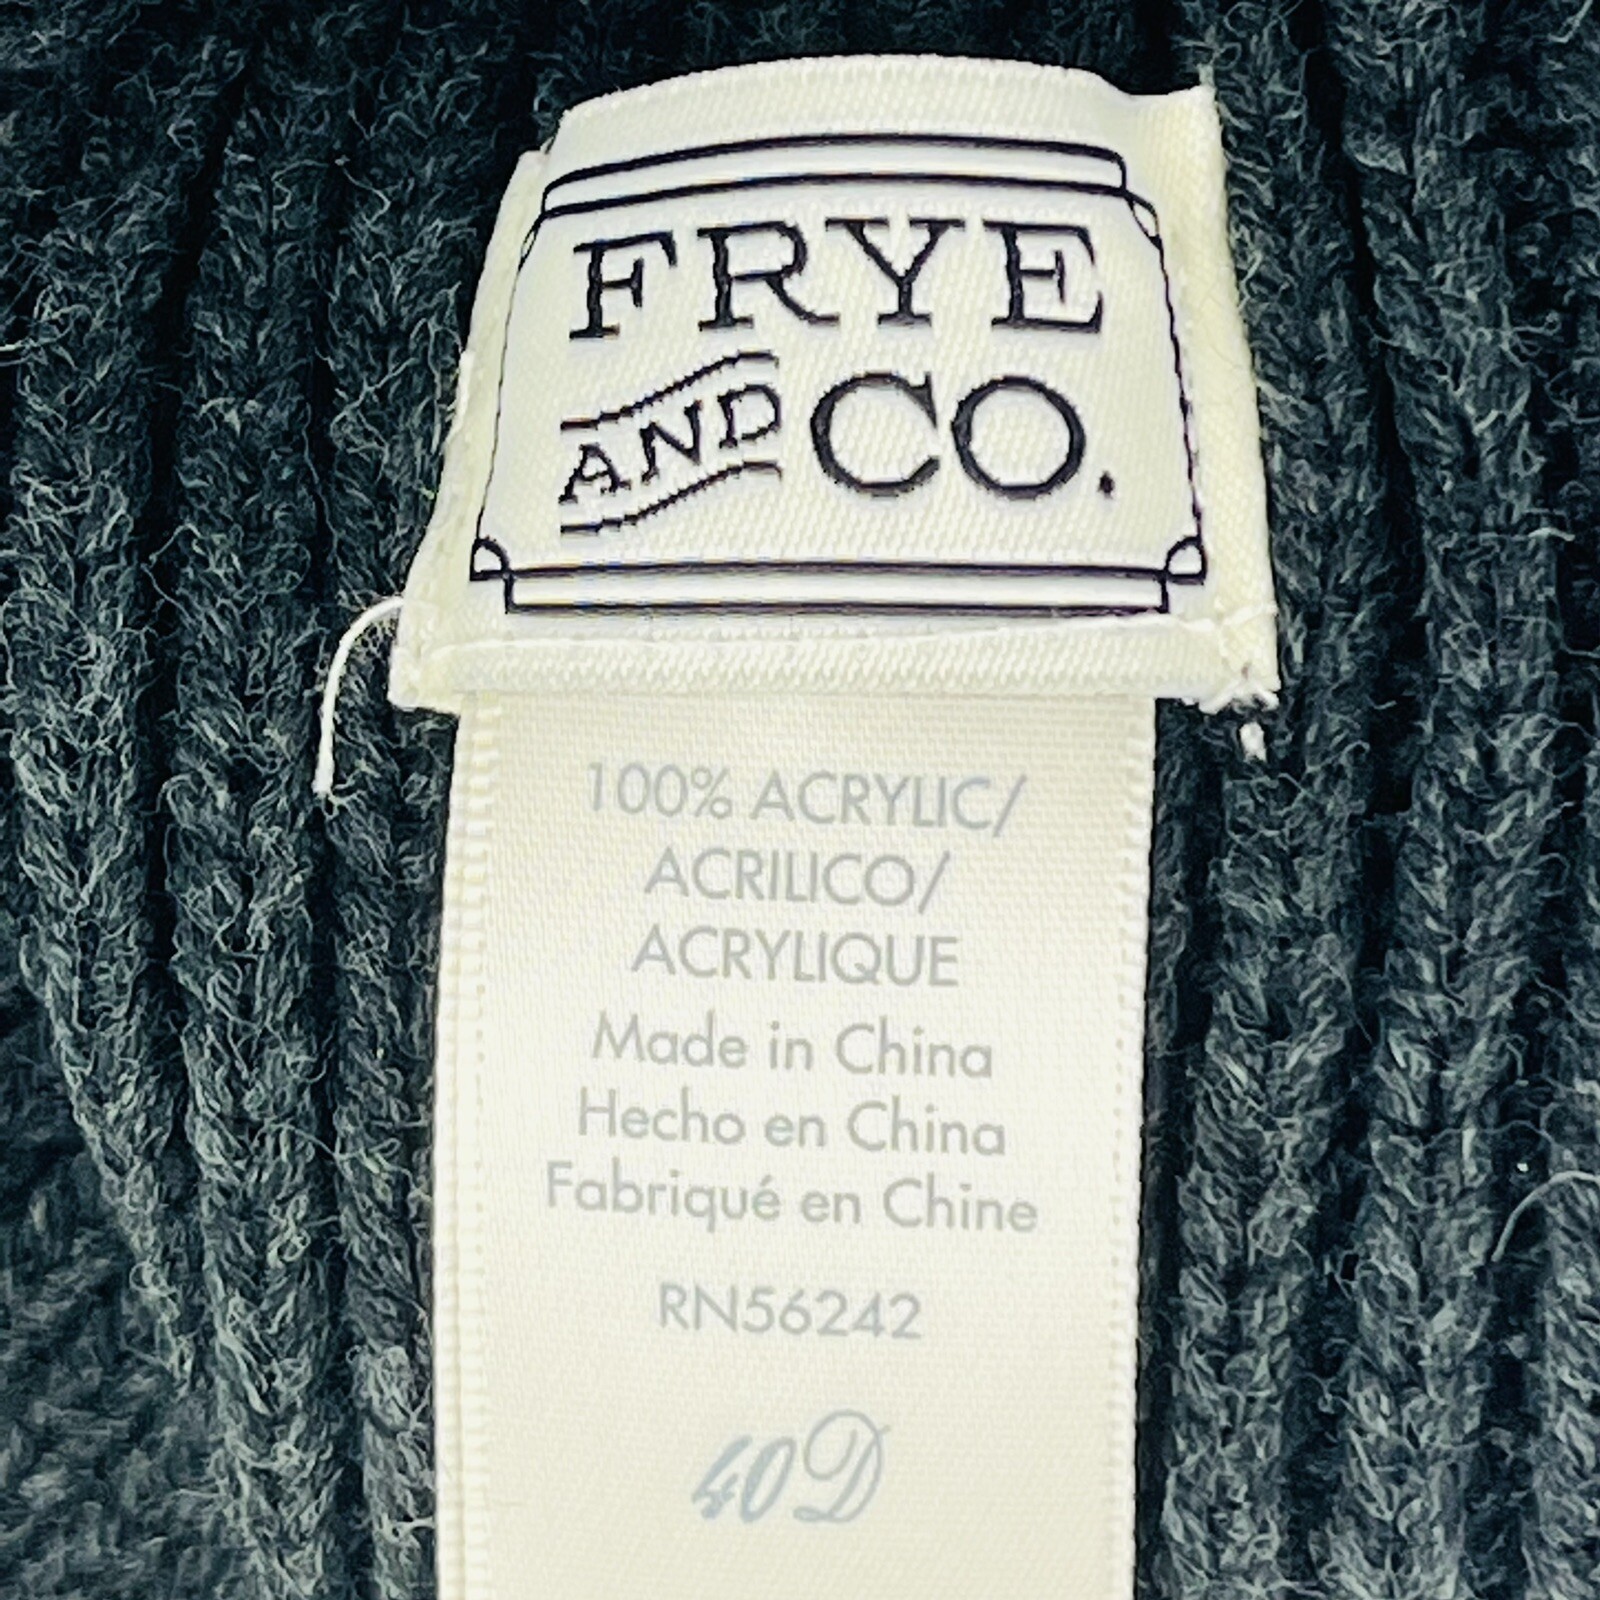 FRYE
AND CO.
100% ACRYLIC/
ACRILICO/
ACRYLIQUE
Made in China
Hecho en China
Fabriqué en Chine
RN56242
40D